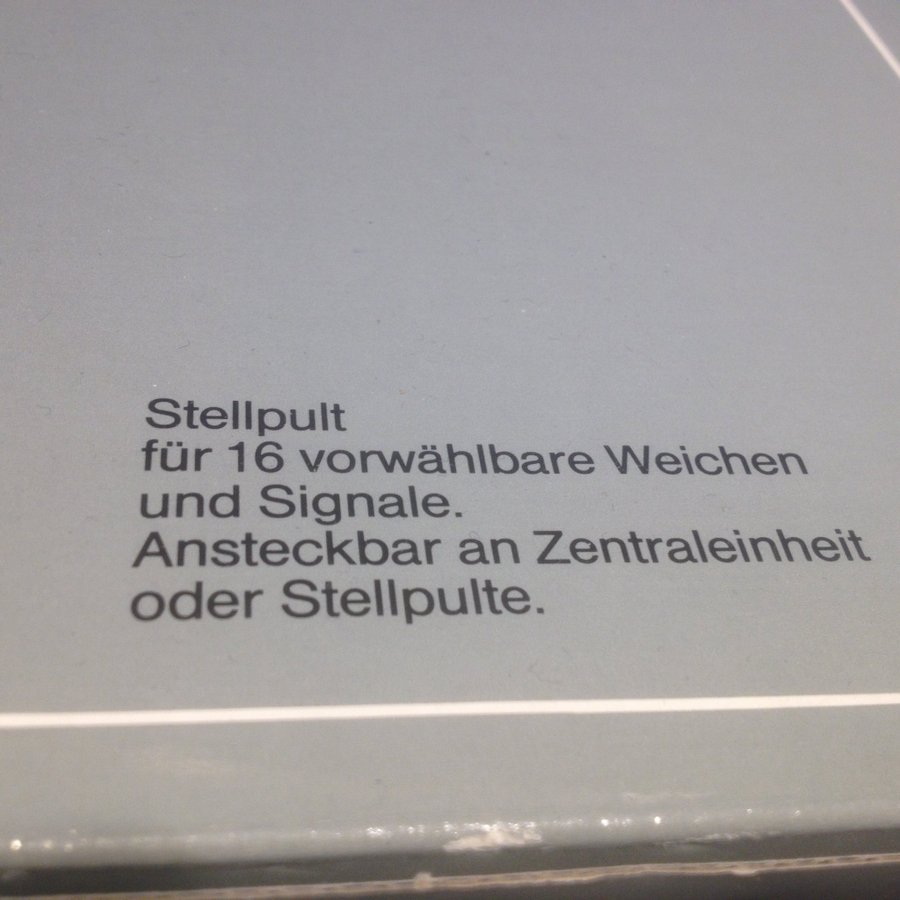 Stellpult
für 16 vorwählbare Weichen
und Signale.
Ansteckbar an Zentraleinheit
oder Stellpulte.